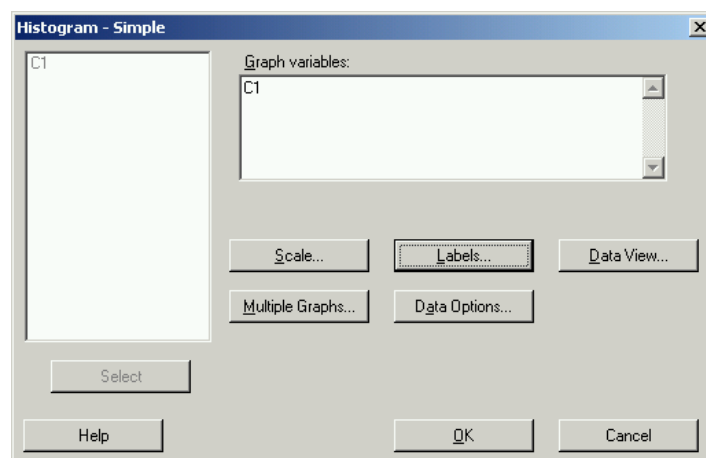 Histogram - Simple
C1
Graph variables:
C1
Scale...
Labels...
Data View...
Multiple Graphs...
Data Options...
Select
Help
OK
Cancel